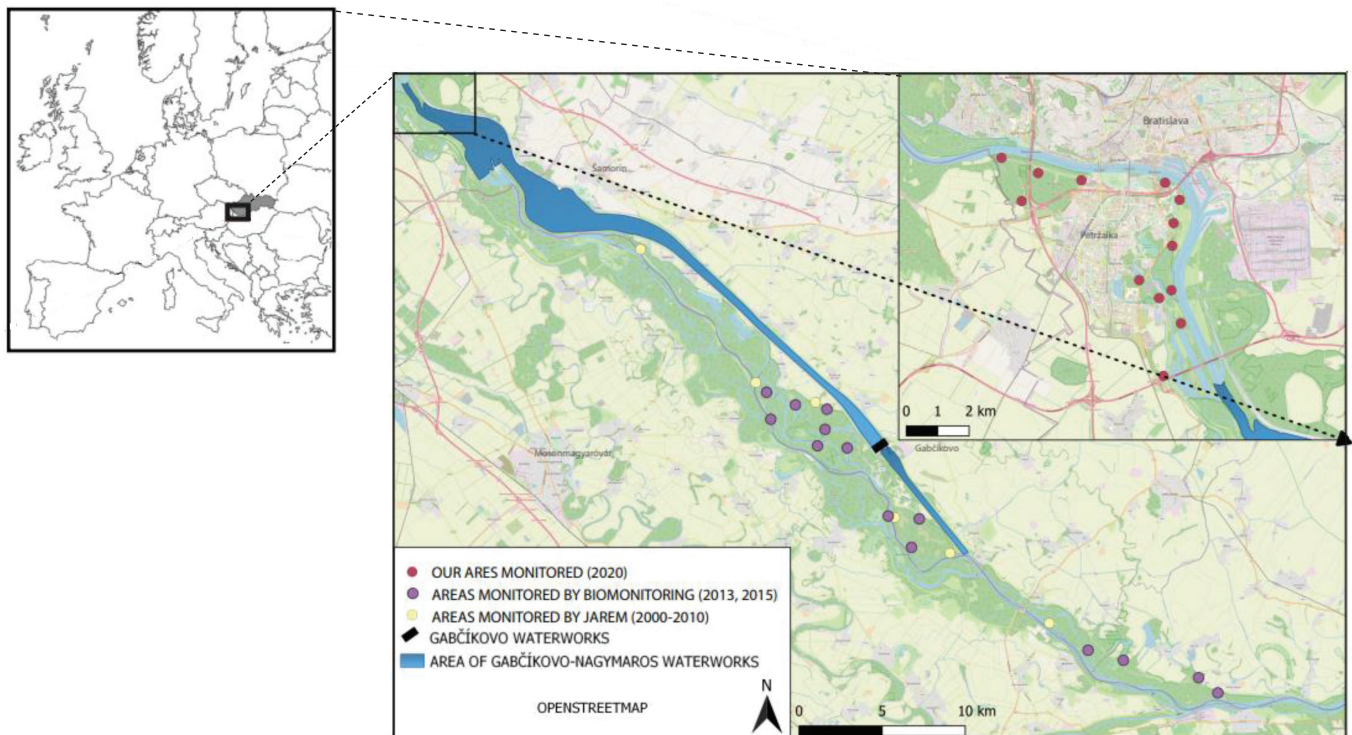 Bratislava
Šamorín
Petržalka
0 1 2 km
Mosonmagyaróvár
Gabčíkovo
OUR ARES MONITORED (2020)
AREAS MONITORED BY BIOMONITORING (2013, 2015)
AREAS MONITORED BY JAREM (2000-2010)
GABČÍKOVO WATERWORKS
AREA OF GABČÍKOVO-NAGYMAROS WATERWORKS
OPENSTREETMAP
N
0 5 10 km